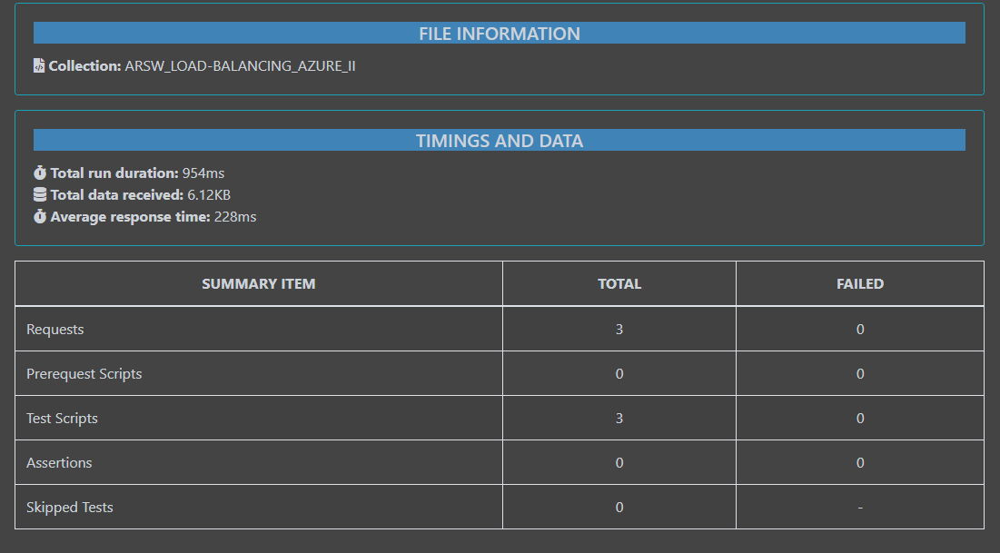 FILE INFORMATION
Collection: ARSW_LOAD-BALANCING_AZURE_II
TIMINGS AND DATA
Total run duration: 954ms
Total data received: 6.12KB
Average response time: 228ms
SUMMARY ITEM TOTAL FAILED
Requests 3 0
Prerequest Scripts 0 0
Test Scripts 3 0
Assertions 0 0
Skipped Tests 0 -